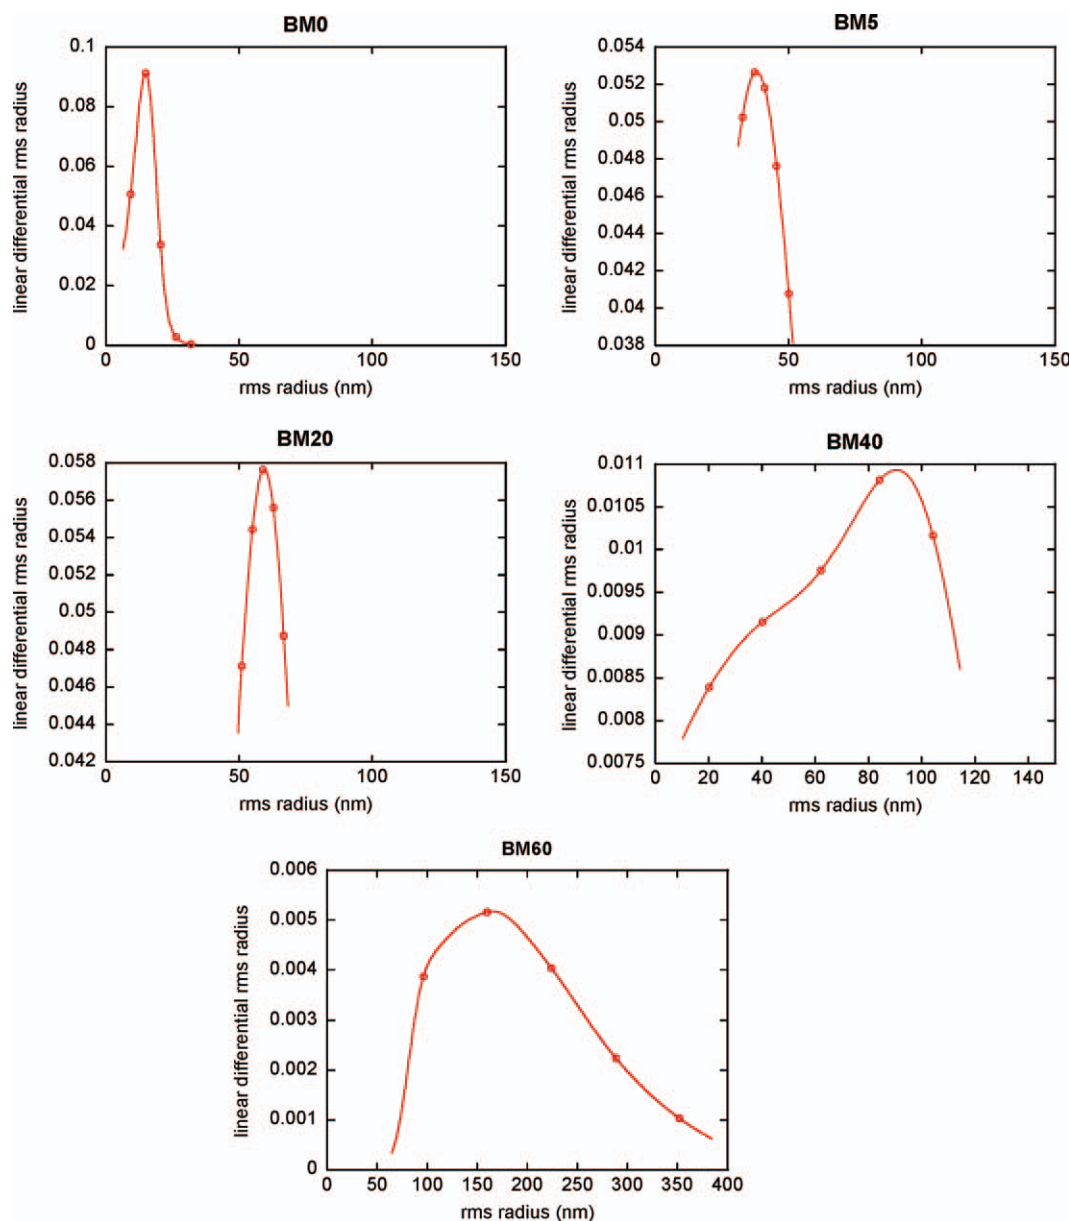 BM0
linear differential rms radius
0.1
0.08
0.06
0.04
0.02
0
0 50 100 150
rms radius (nm)
BM5
linear differential rms radius
0.054
0.052
0.05
0.048
0.046
0.044
0.042
0.04
0.038
0 50 100 150
rms radius (nm)
BM20
linear differential rms radius
0.058
0.056
0.054
0.052
0.05
0.048
0.046
0.044
0.042
0 50 100 150
rms radius (nm)
BM40
linear differential rms radius
0.011
0.0105
0.01
0.0095
0.009
0.0085
0.008
0.0075
0 20 40 60 80 100 120 140
rms radius (nm)
BM60
linear differential rms radius
0.006
0.005
0.004
0.003
0.002
0.001
0
0 50 100 150 200 250 300 350 400
rms radius (nm)